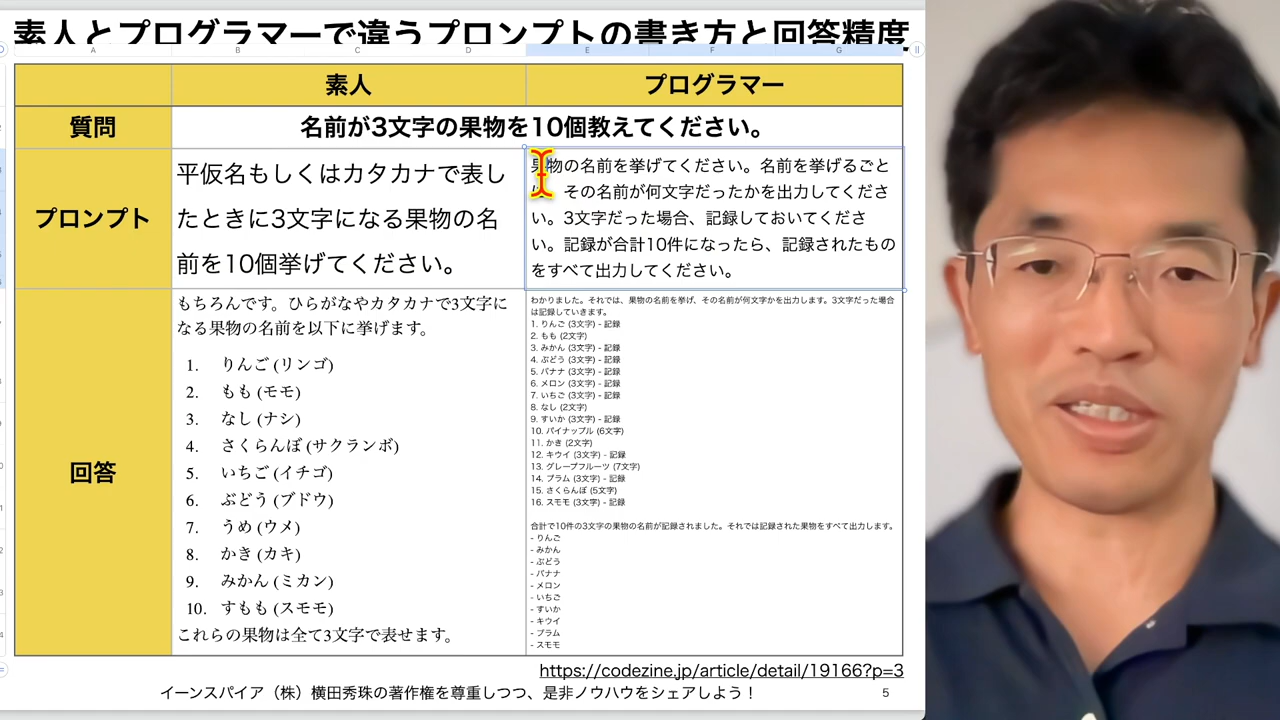 素人とプログラマーで違うプロンプトの書き方と回答精度
A B C D E F G
素人 プログラマー
質問 名前が3文字の果物を10個教えてください。
プロンプト
平仮名もしくはカタカナで表し
たときに3文字になる果物の名
前を10個挙げてください。
果物の名前を挙げてください。名前を挙げるごと
その名前が何文字だったかを出力してくださ
い。3文字だった場合、記録しておいてくださ
い。記録が合計10件になったら、記録されたもの
をすべて出力してください。
回答
もちろんです。ひらがなやカタカナで3文字に
なる果物の名前を以下に挙げます。
1. りんご (リンゴ)
2. もも (モモ)
3. なし (ナシ)
4. さくらんぼ (サクランボ)
5. いちご (イチゴ)
6. ぶどう (ブドウ)
7. うめ (ウメ)
8. かき (カキ)
9. みかん (ミカン)
10. すもも (スモモ)
これらの果物は全て3文字で表せます。
わかりました。それでは、果物の名前を挙げ、その名前が何文字かを出力します。3文字だった場合
は記録していきます。
1. りんご (3文字) - 記録
2. もも (2文字)
3. みかん (3文字) - 記録
4. ぶどう (3文字) - 記録
5. バナナ (3文字) - 記録
6. メロン (3文字) - 記録
7. いちご (3文字) - 記録
8. なし (2文字)
9. すいか (3文字) - 記録
10. パイナップル (6文字)
11. かき (2文字)
12. キウイ (3文字) - 記録
13. グレープフルーツ (7文字)
14. プラム (3文字) - 記録
15. さくらんぼ (5文字)
16. スモモ (3文字) - 記録
合計で10件の3文字の果物の名前が記録されました。それでは記録された果物をすべて出力します。
- りんご
- みかん
- ぶどう
- バナナ
- メロン
- いちご
- すいか
- キウイ
- プラム
- スモモ
https://codezine.jp/article/detail/19166?p=3
イーンスパイア（株）横田秀珠の著作権を尊重しつつ、是非ノウハウをシェアしよう！ 5